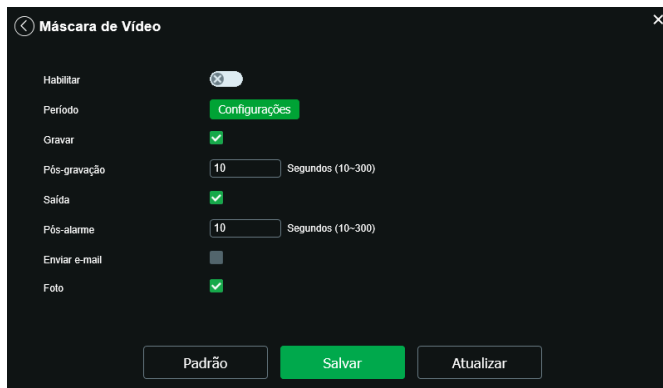 Máscara de Vídeo
Habilitar
Período Configurações
Gravar
Pós-gravação 10 Segundos (10~300)
Saída
Pós-alarme 10 Segundos (10~300)
Enviar e-mail
Foto
Padrão Salvar Atualizar